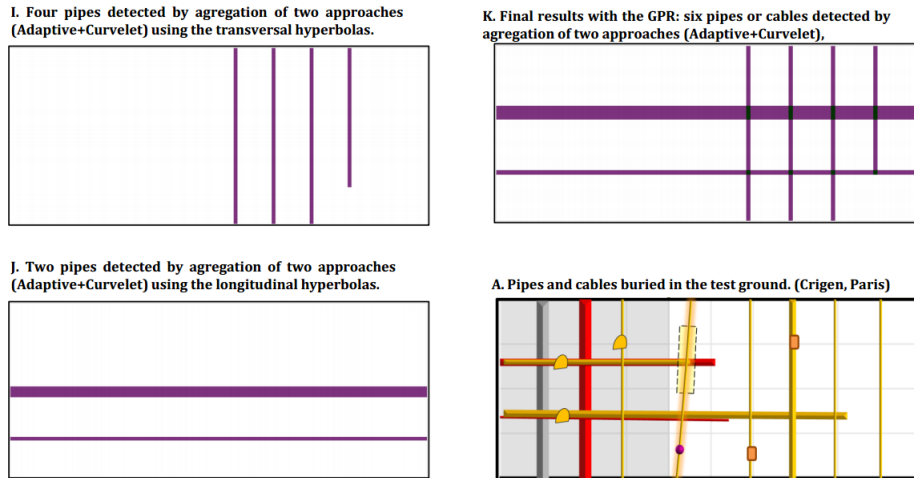 I. Four pipes detected by agregation of two approaches
(Adaptive+Curvelet) using the transversal hyperbolas.
K. Final results with the GPR: six pipes or cables detected by
agregation of two approaches (Adaptive+Curvelet),
J. Two pipes detected by agregation of two approaches
(Adaptive+Curvelet) using the longitudinal hyperbolas.
A. Pipes and cables buried in the test ground. (Crigen, Paris)